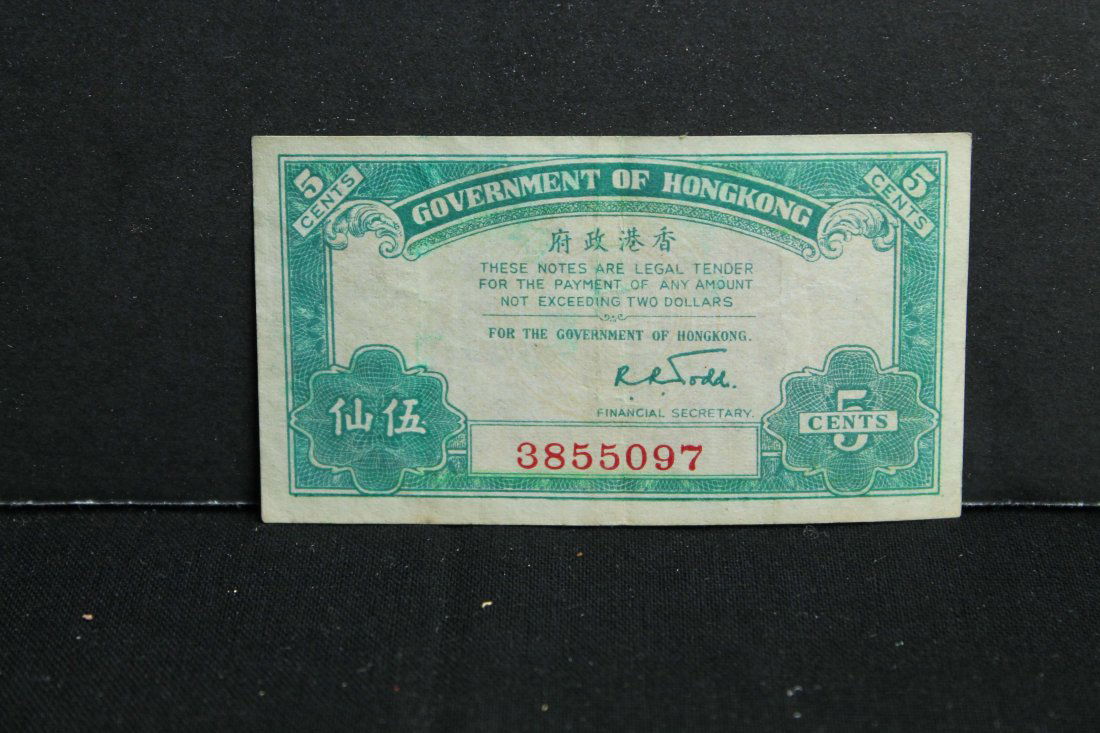 5 CENTS
GOVERNMENT OF HONGKONG
5 CENTS
府政港香
THESE NOTES ARE LEGAL TENDER
FOR THE PAYMENT OF ANY AMOUNT
NOT EXCEEDING TWO DOLLARS
FOR THE GOVERNMENT OF HONGKONG.
R. R. Todd.
FINANCIAL SECRETARY.
仙伍
3855097
5 CENTS